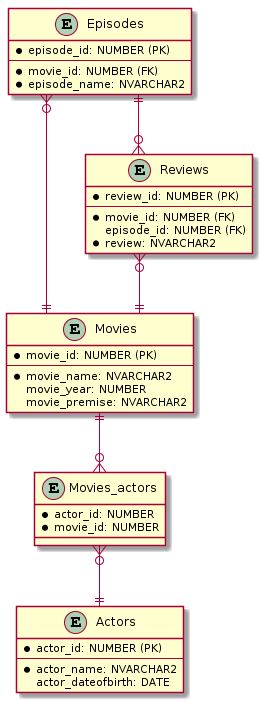 E Episodes
episode_id: NUMBER (PK)
movie_id: NUMBER (FK)
episode_name: NVARCHAR2
E Reviews
review_id: NUMBER (PK)
movie_id: NUMBER (FK)
episode_id: NUMBER (FK)
review: NVARCHAR2
E Movies
movie_id: NUMBER (PK)
movie_name: NVARCHAR2
movie_year: NUMBER
movie_premise: NVARCHAR2
E Movies_actors
actor_id: NUMBER
movie_id: NUMBER
E Actors
actor_id: NUMBER (PK)
actor_name: NVARCHAR2
actor_dateofbirth: DATE